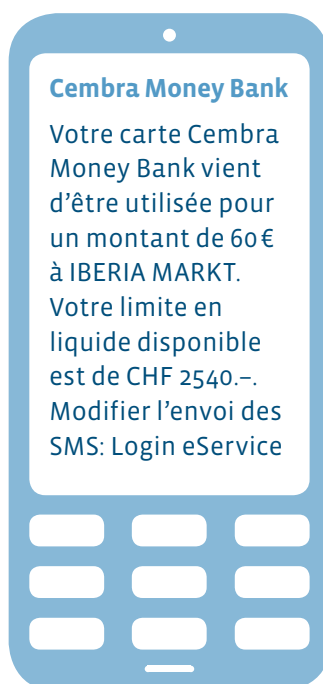 Cembra Money Bank
Votre carte Cembra
Money Bank vient
d’être utilisée pour
un montant de 60 €
à IBERIA MARKT.
Votre limite en
liquide disponible
est de CHF 2540.–.
Modifier l’envoi des
SMS: Login eService